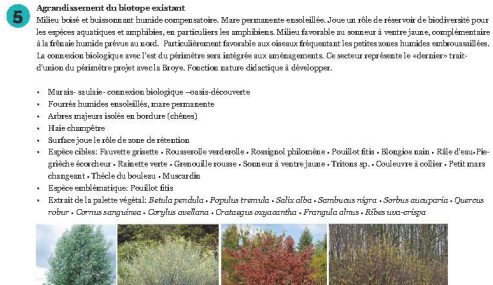 5
Agrandissement du biotope existant
Milieu boisé et buissonnant humide compensatoire. Mare permanente ensoleillée. Joue un rôle de réservoir de biodiversité pour
les espèces aquatiques et amphibies, en particuliers les amphibiens. Milieu favorable au sonneur à ventre jaune, complémentaire
à la frênaie humide prévue au nord. Particulièrement favorable aux oiseaux fréquentant les petites zones humides embroussaillées.
La connexion biologique avec l'est du périmètre sera intégrée aux aménagements. Ce secteur représente le «dernier» trait-
d'union du périmètre projet avec la Broye. Fonction nature didactique à développer.
• Marais- saulaie- connexion biologique –oasis-découverte
• Fourrés humides ensoleillés, mare permanente
• Arbres majeurs isolés en bordure (chênes)
• Haie champêtre
• Surface joue le rôle de zone de rétention
• Espèces cibles: Fauvette grisette • Rousserolle verderolle • Rossignol philomène • Pouillot fitis • Blongios nain • Râle d'eau•Pie-
grièche écorcheur • Rainette verte • Grenouille rousse • Sonneur à ventre jaune • Tritons sp. • Couleuvre à collier • Petit mars
changeant • Thècle du bouleau • Muscardin
• Espèce emblématique: Pouillot fitis
• Extrait de la palette végétal: Betula pendula • Populus tremula • Salix alba • Sambucus nigra • Sorbus aucuparia • Quercus
robur • Cornus sanguinea • Corylus avellana • Crataegus oxyacantha • Frangula alnus • Ribes uva-crispa